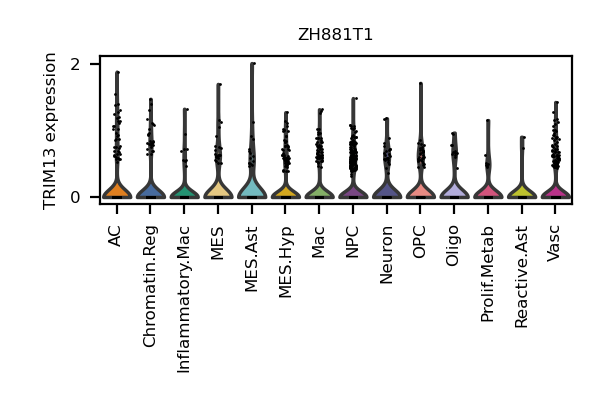 ZH881T1
TRIM13 expression
2
0
AC
Chromatin.Reg
Inflammatory.Mac
MES
MES.Ast
MES.Hyp
Mac
NPC
Neuron
OPC
Oligo
Prolif.Metab
Reactive.Ast
Vasc